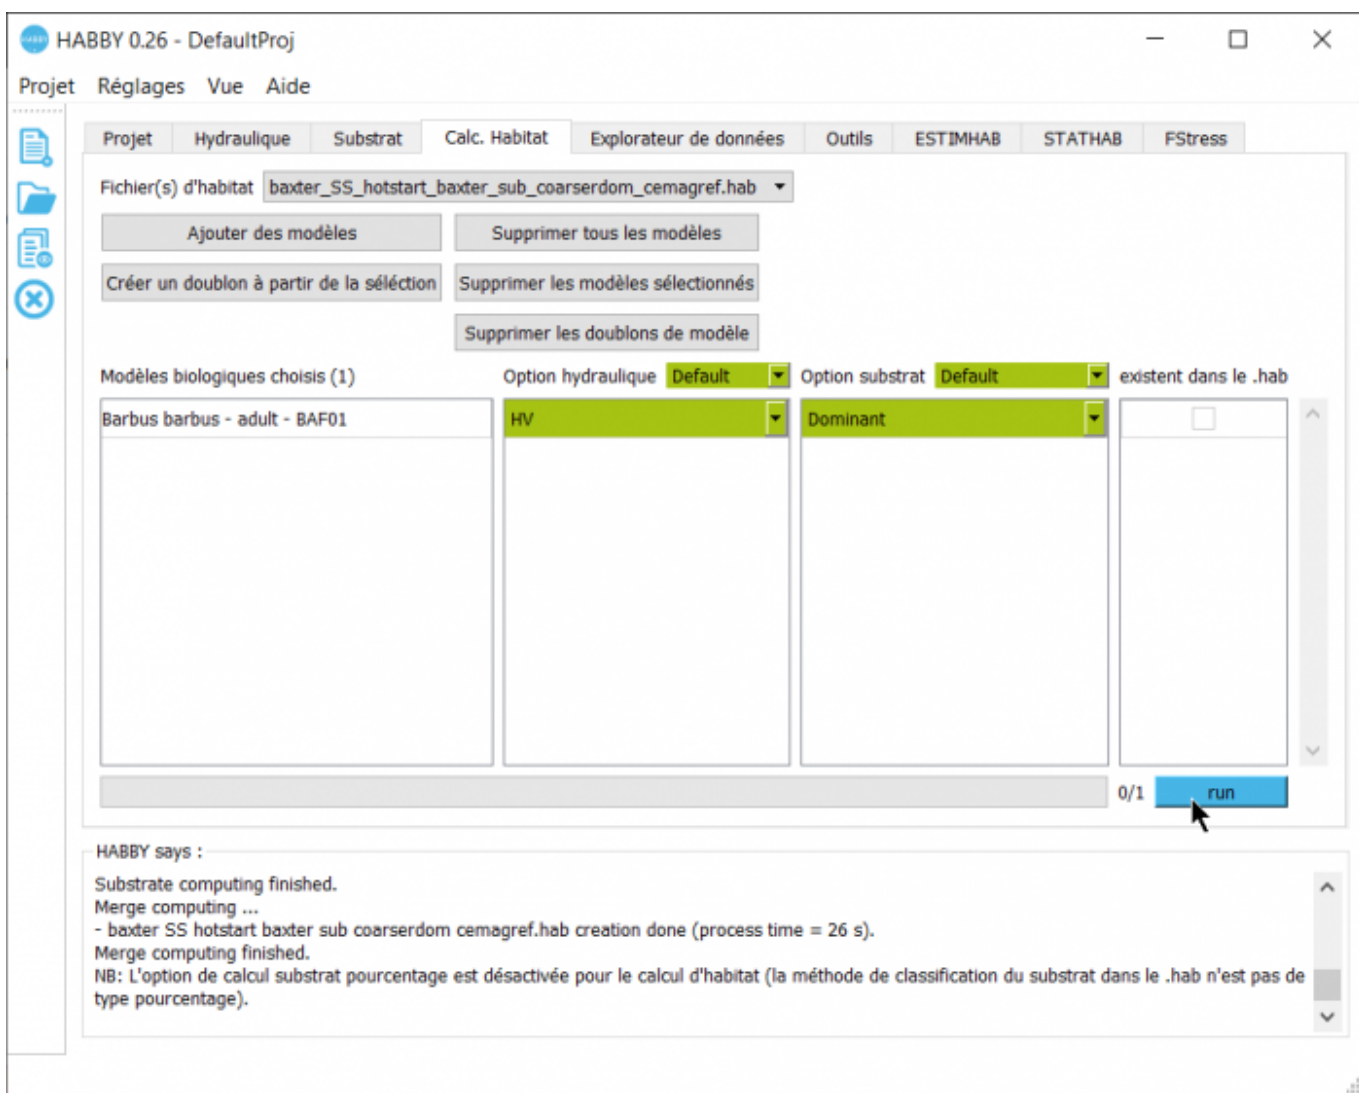 HABBY 0.26 - DefaultProj
Projet Réglages Vue Aide
Projet Hydraulique Substrat Calc. Habitat Explorateur de données Outils ESTIMHAB STATHAB FStress
Fichier(s) d'habitat baxter_SS_hotstart_baxter_sub_coarserdom_cemagref.hab
Ajouter des modèles Supprimer tous les modèles
Créer un doublon à partir de la séléction Supprimer les modèles sélectionnés
Supprimer les doublons de modèle
Modèles biologiques choisis (1) Option hydraulique Default Option substrat Default existent dans le .hab
Barbus barbus - adult - BAF01 HV Dominant
0/1 run
HABBY says :
Substrate computing finished.
Merge computing ...
- baxter SS hotstart baxter sub coarserdom cemagref.hab creation done (process time = 26 s).
Merge computing finished.
NB: L'option de calcul substrat pourcentage est désactivée pour le calcul d'habitat (la méthode de classification du substrat dans le .hab n'est pas de
type pourcentage).